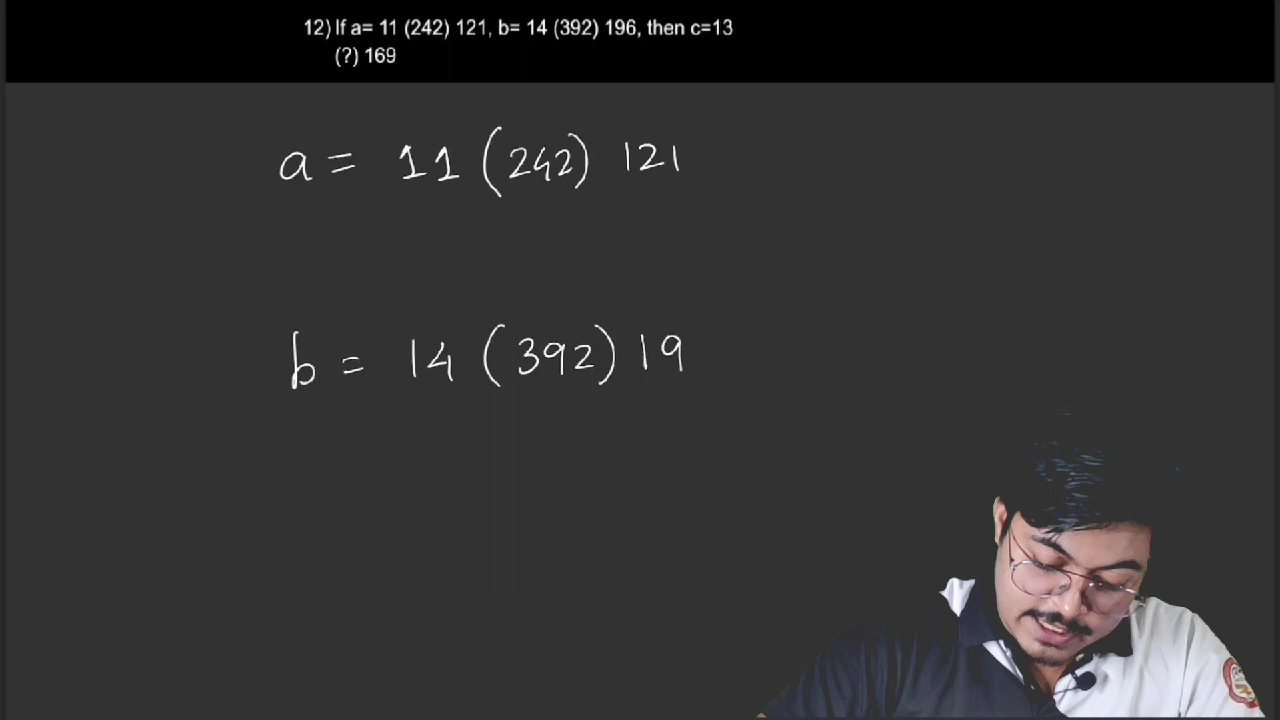 12) If a= 11 (242) 121, b= 14 (392) 196, then c=13
(?) 169
a = 11 (242) 121
b = 14 (392) 19